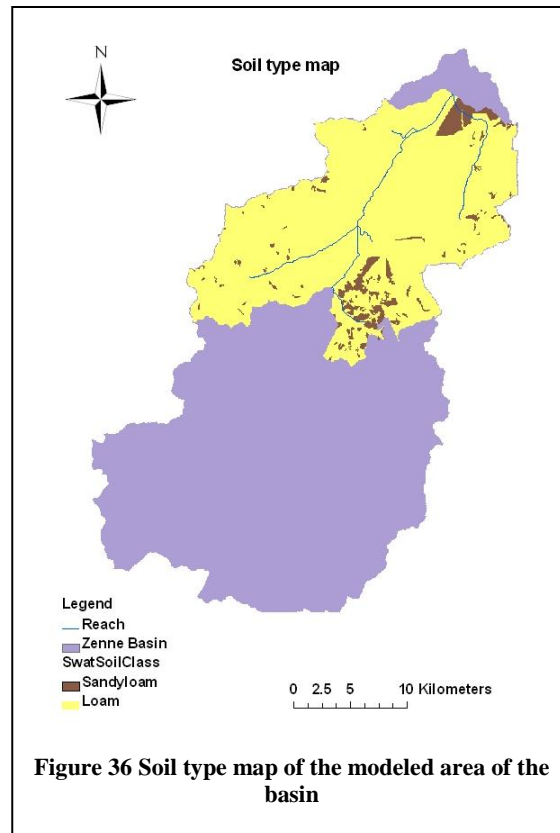 N
Soil type map
Legend
Reach
Zenne Basin
SwatSoilClass
Sandyloam
Loam
0 2.5 5 10 Kilometers
Figure 36 Soil type map of the modeled area of the
basin